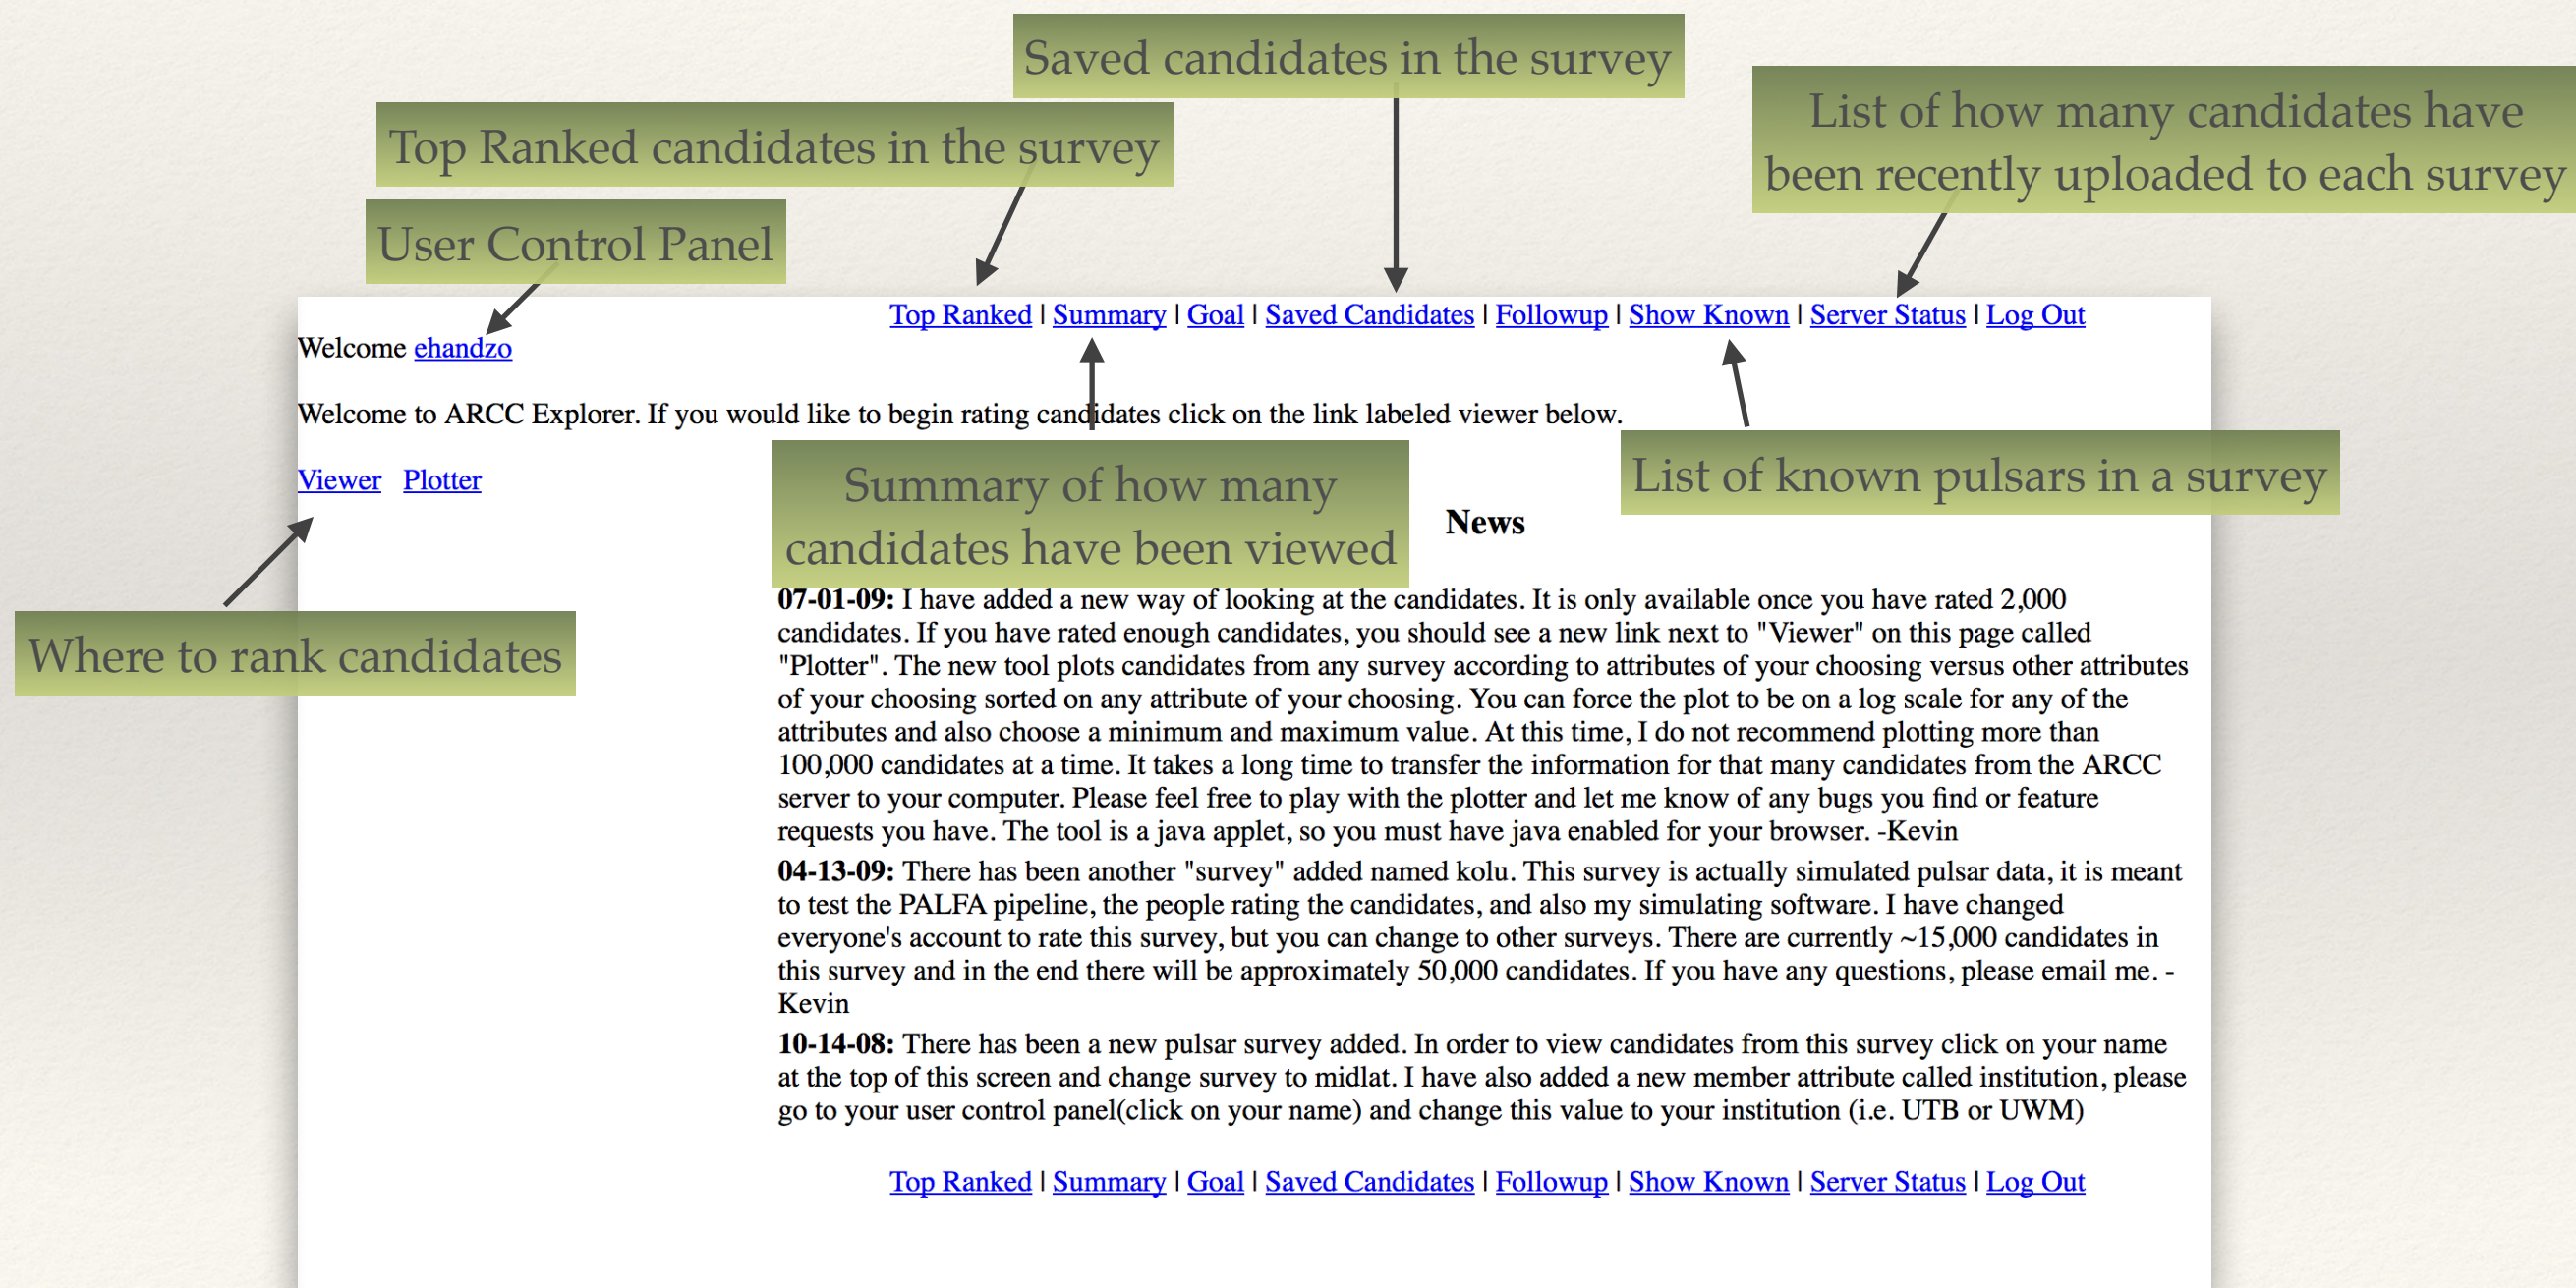 Saved candidates in the survey
List of how many candidates have
been recently uploaded to each survey
Top Ranked candidates in the survey
User Control Panel
Top Ranked | Summary | Goal | Saved Candidates | Followup | Show Known | Server Status | Log Out
Welcome ehandzo
Welcome to ARCC Explorer. If you would like to begin rating candidates click on the link labeled viewer below.
Viewer Plotter
Summary of how many
candidates have been viewed
List of known pulsars in a survey
Where to rank candidates
News
07-01-09: I have added a new way of looking at the candidates. It is only available once you have rated 2,000
candidates. If you have rated enough candidates, you should see a new link next to "Viewer" on this page called
"Plotter". The new tool plots candidates from any survey according to attributes of your choosing versus other attributes
of your choosing sorted on any attribute of your choosing. You can force the plot to be on a log scale for any of the
attributes and also choose a minimum and maximum value. At this time, I do not recommend plotting more than
100,000 candidates at a time. It takes a long time to transfer the information for that many candidates from the ARCC
server to your computer. Please feel free to play with the plotter and let me know of any bugs you find or feature
requests you have. The tool is a java applet, so you must have java enabled for your browser. -Kevin
04-13-09: There has been another "survey" added named kolu. This survey is actually simulated pulsar data, it is meant
to test the PALFA pipeline, the people rating the candidates, and also my simulating software. I have changed
everyone's account to rate this survey, but you can change to other surveys. There are currently ~15,000 candidates in
this survey and in the end there will be approximately 50,000 candidates. If you have any questions, please email me. -
Kevin
10-14-08: There has been a new pulsar survey added. In order to view candidates from this survey click on your name
at the top of this screen and change survey to midlat. I have also added a new member attribute called institution, please
go to your user control panel(click on your name) and change this value to your institution (i.e. UTB or UWM)
Top Ranked | Summary | Goal | Saved Candidates | Followup | Show Known | Server Status | Log Out